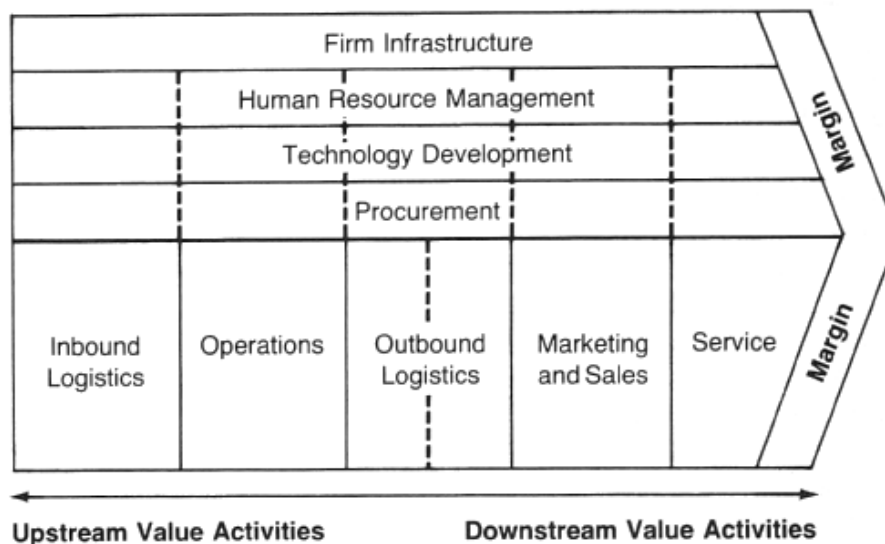 Firm Infrastructure
Human Resource Management
Technology Development
Procurement
Margin
Inbound
Logistics
Operations
Outbound
Logistics
Marketing
and Sales
Service
Margin
Upstream Value Activities
Downstream Value Activities